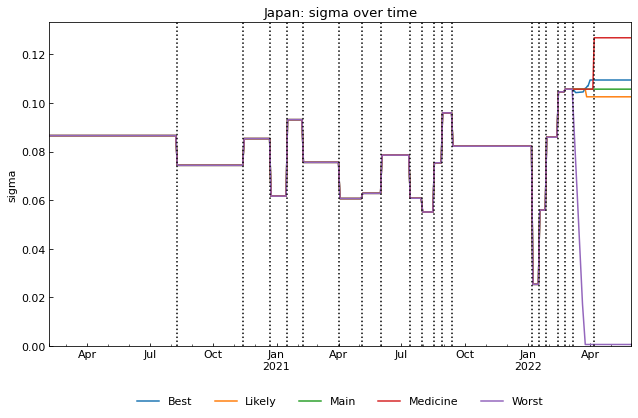 Japan: sigma over time
sigma
0.12
0.10
0.08
0.06
0.04
0.02
0.00
Apr Jul Oct Jan Apr Jul Oct Jan Apr
2021 2022
Best Likely Main Medicine Worst